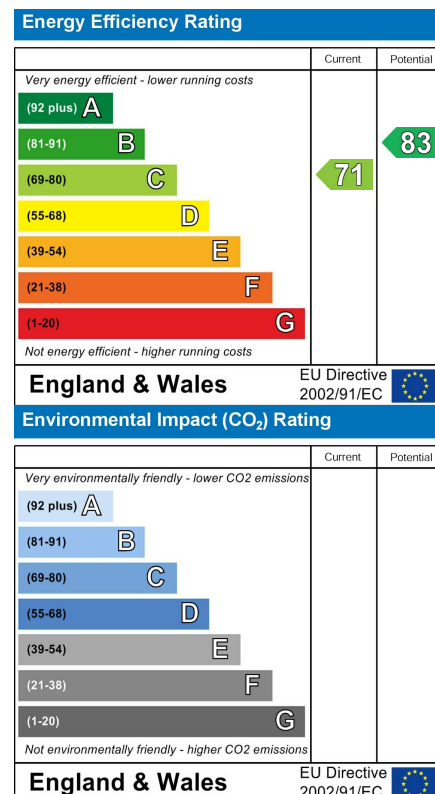 Energy Efficiency Rating
Current Potential
Very energy efficient - lower running costs
(92 plus) A
(81-91) B
83
(69-80) C
71
(55-68) D
(39-54) E
(21-38) F
(1-20) G
Not energy efficient - higher running costs
England & Wales
EU Directive
2002/91/EC
Environmental Impact (CO₂) Rating
Current Potential
Very environmentally friendly - lower CO2 emissions
(92 plus) A
(81-91) B
(69-80) C
(55-68) D
(39-54) E
(21-38) F
(1-20) G
Not environmentally friendly - higher CO2 emissions
England & Wales
EU Directive
2002/91/EC